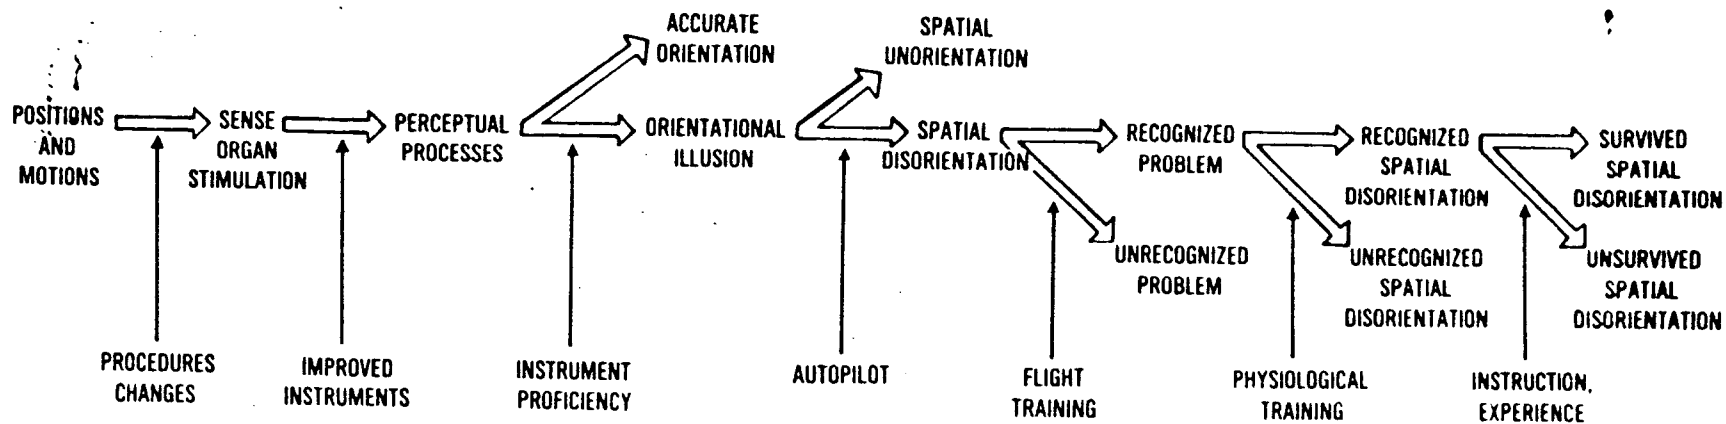 ACCURATE
ORIENTATION
SPATIAL
UNORIENTATION
POSITIONS
AND
MOTIONS
SENSE
ORGAN
STIMULATION
PERCEPTUAL
PROCESSES
ORIENTATIONAL
ILLUSION
SPATIAL
DISORIENTATION
RECOGNIZED
PROBLEM
RECOGNIZED
SPATIAL
DISORIENTATION
SURVIVED
SPATIAL
DISORIENTATION
UNRECOGNIZED
PROBLEM
UNRECOGNIZED
SPATIAL
DISORIENTATION
UNSURVIVED
SPATIAL
DISORIENTATION
PROCEDURES
CHANGES
IMPROVED
INSTRUMENTS
INSTRUMENT
PROFICIENCY
AUTOPILOT
FLIGHT
TRAINING
PHYSIOLOGICAL
TRAINING
INSTRUCTION,
EXPERIENCE